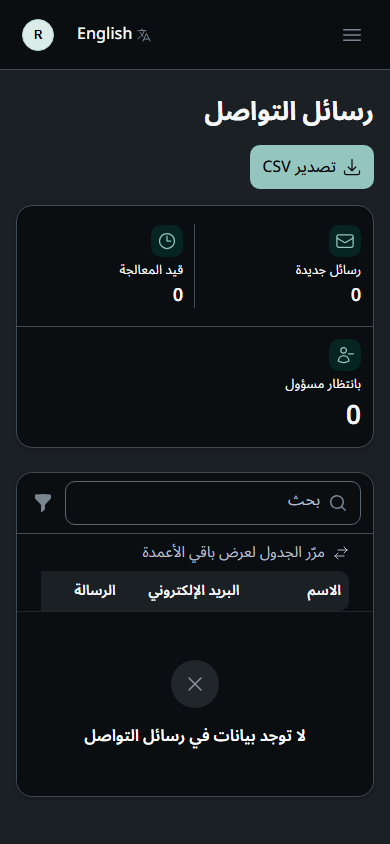 R
English
رسائل التواصل
تصدير CSV
رسائل جديدة
0
قيد المعالجة
0
بانتظار مسؤول
0
بحث
مرّر الجدول لعرض باقي الأعمدة
الاسم البريد الإلكتروني الرسالة
لا توجد بيانات في رسائل التواصل